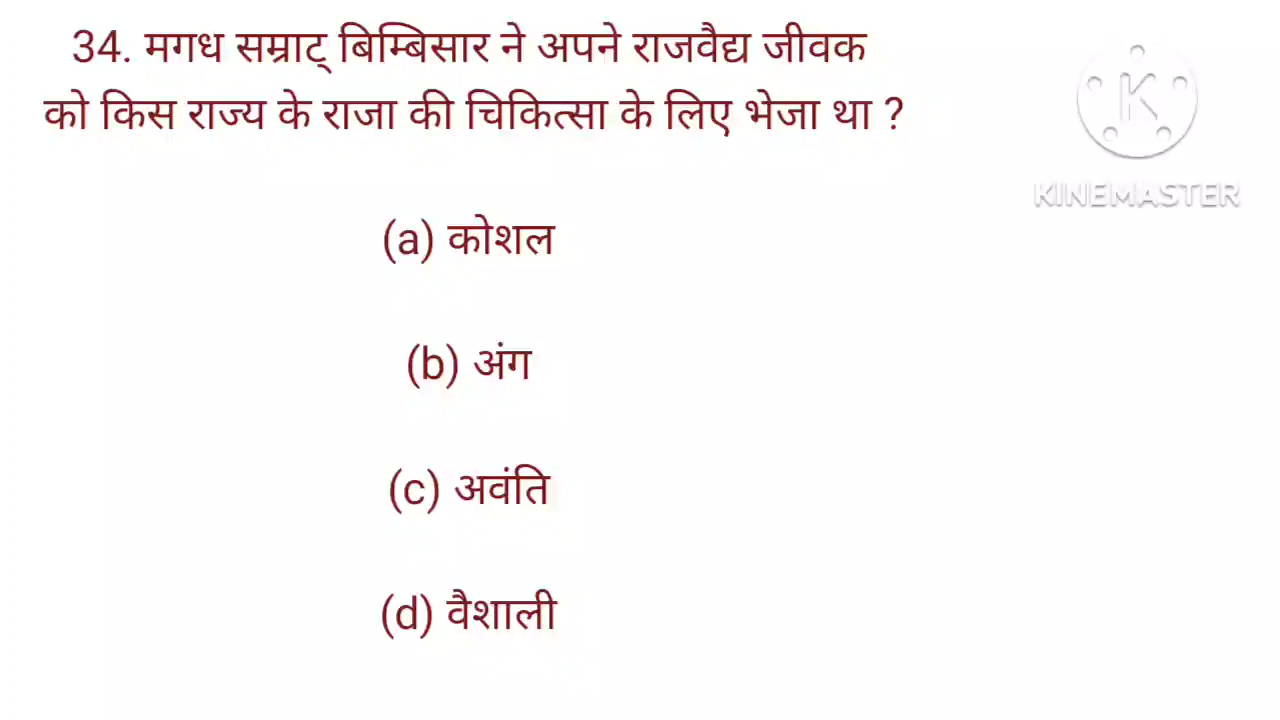 34. मगध सम्राट् बिम्बिसार ने अपने राजवैद्य जीवक
को किस राज्य के राजा की चिकित्सा के लिए भेजा था ?
K
KINEMASTER
(a) कोशल
(b) अंग
(c) अवंति
(d) वैशाली